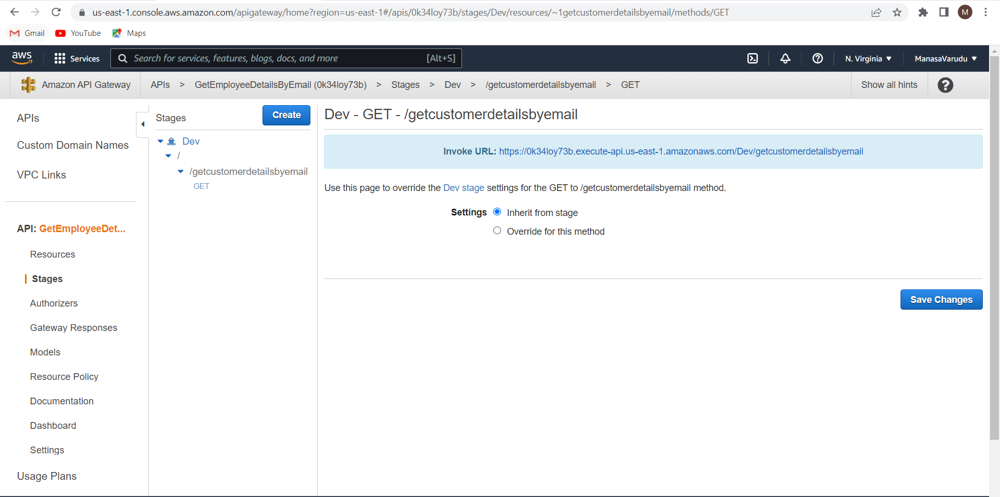 us-east-1.console.aws.amazon.com/apigateway/home?region=us-east-1#/apis/0k34loy73b/stages/Dev/resources/~1getcustomerdetailsbyemail/methods/GET
M
Gmail YouTube Maps
aws Services Search for services, features, blogs, docs, and more [Alt+S] N. Virginia ▼ ManasaVarudu ▼
Amazon API Gateway APIs > GetEmployeeDetailsByEmail (0k34loy73b) > Stages > Dev > /getcustomerdetailsbyemail > GET Show all hints ?
APIs
Custom Domain Names
VPC Links
API: GetEmployeeDet...
Resources
Stages
Authorizers
Gateway Responses
Models
Resource Policy
Documentation
Dashboard
Settings
Usage Plans
Stages Create
Dev
/
/getcustomerdetailsbyemail
GET
Dev - GET - /getcustomerdetailsbyemail
Invoke URL: https://0k34loy73b.execute-api.us-east-1.amazonaws.com/Dev/getcustomerdetailsbyemail
Use this page to override the Dev stage settings for the GET to /getcustomerdetailsbyemail method.
Settings Inherit from stage
Override for this method
Save Changes